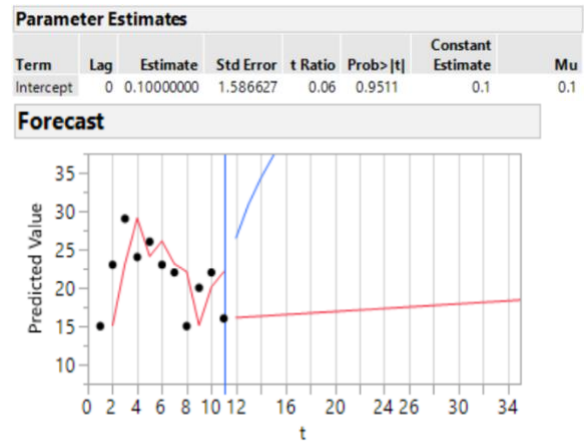 Parameter Estimates
Constant
Term Lag Estimate Std Error t Ratio Prob>|t| Estimate Mu
Intercept 0 0.10000000 1.586627 0.06 0.9511 0.1 0.1
Forecast
35
30
25
20
15
10
Predicted Value
0 2 4 6 8 10 12 16 20 24 26 30 34
t